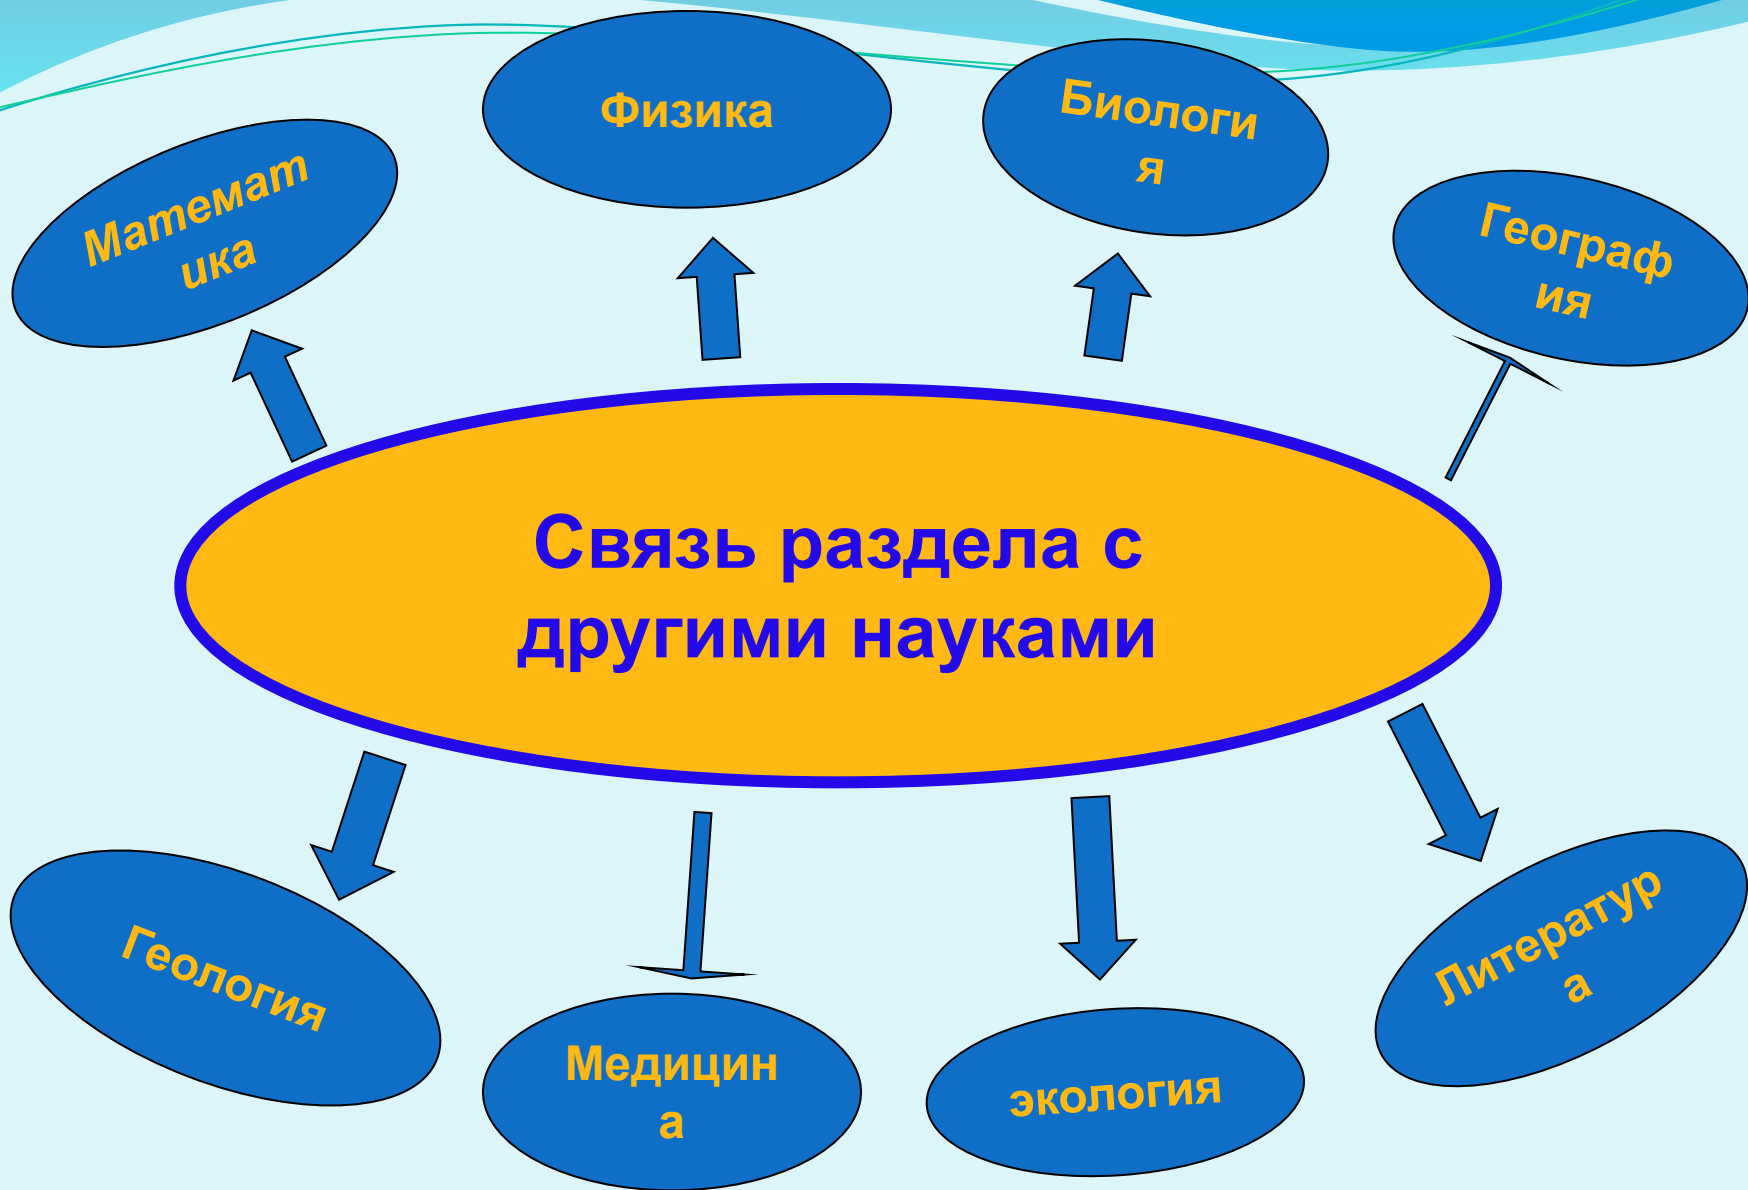 Физика
Биологи
я
Математ
ика
Географ
ия
Связь раздела с
другими науками
Геология
Медицин
а
экология
Литератур
а